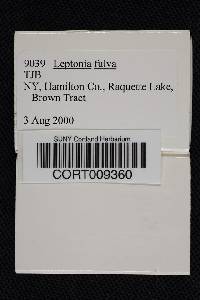 9039 Leptonia fulva
TJB
NY, Hamilton Co., Raquette Lake,
Brown Tract
3 Aug 2000
SUNY Cortland Herbarium
CORT009360